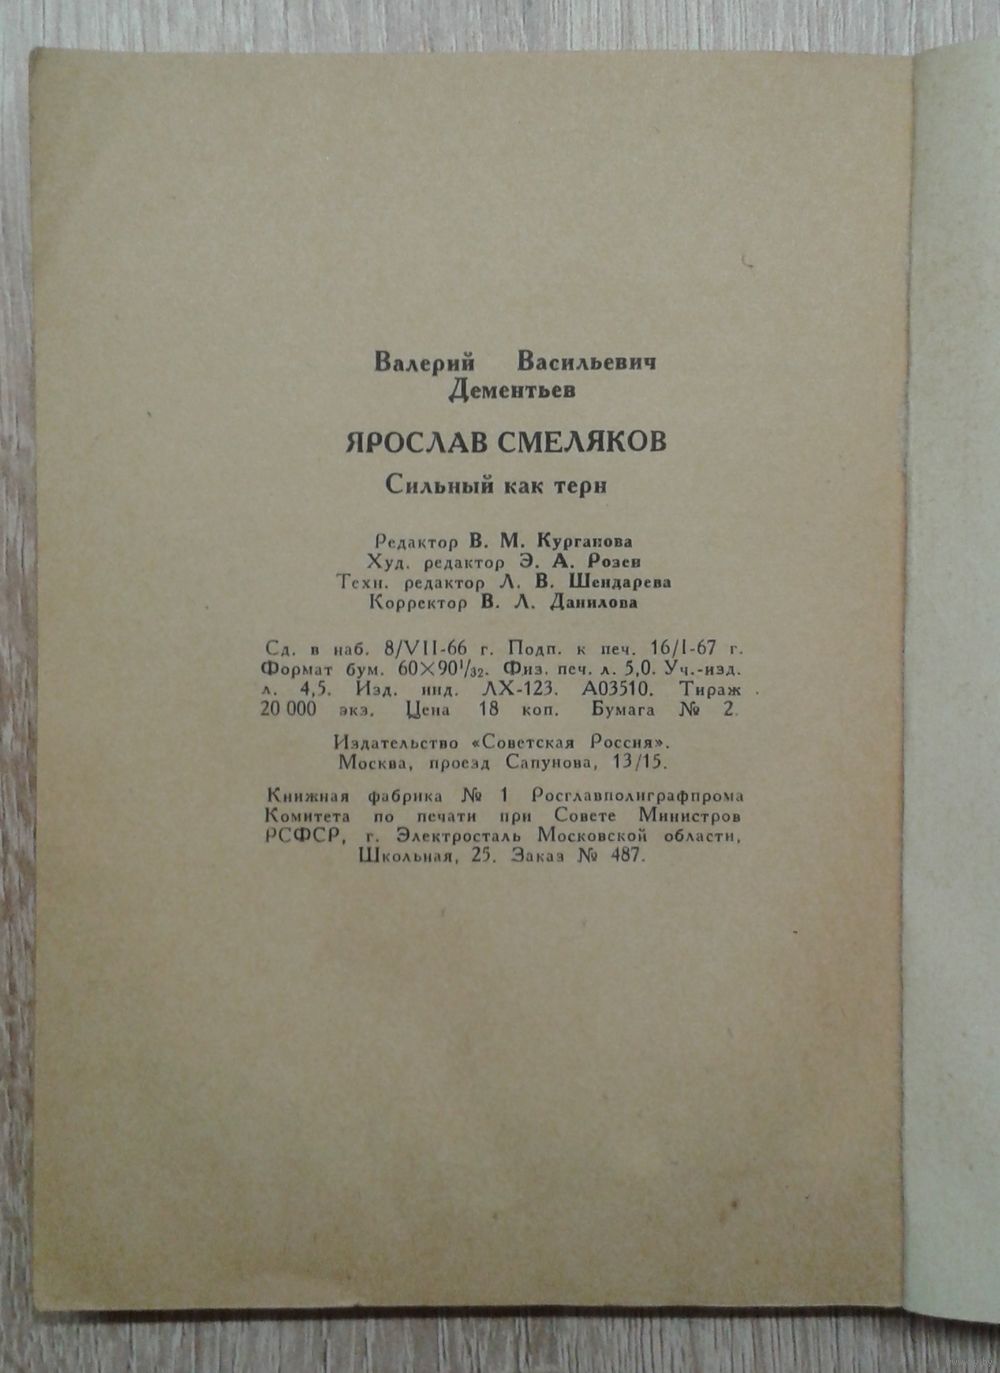 Валерий Васильевич
Дементьев
ЯРОСЛАВ СМЕЛЯКОВ
Сильный как терн
Редактор В. М. Курганова
Худ. редактор Э. А. Розен
Техн. редактор Л. В. Шендарева
Корректор В. Л. Данилова
Сд. в наб. 8/VII-66 г. Подп. к печ. 16/I-67 г.
Формат бум. 60×90¹/₃₂. Физ. печ. л. 5,0. Уч.-изд.
л. 4,5. Изд. инд. ЛХ-123. А03510. Тираж
20 000 экз. Цена 18 коп. Бумага № 2.
Издательство «Советская Россия».
Москва, проезд Сапунова, 13/15.
Книжная фабрика № 1 Росглавполиграфпрома
Комитета по печати при Совете Министров
РСФСР, г. Электросталь Московской области,
Школьная, 25. Заказ № 487.